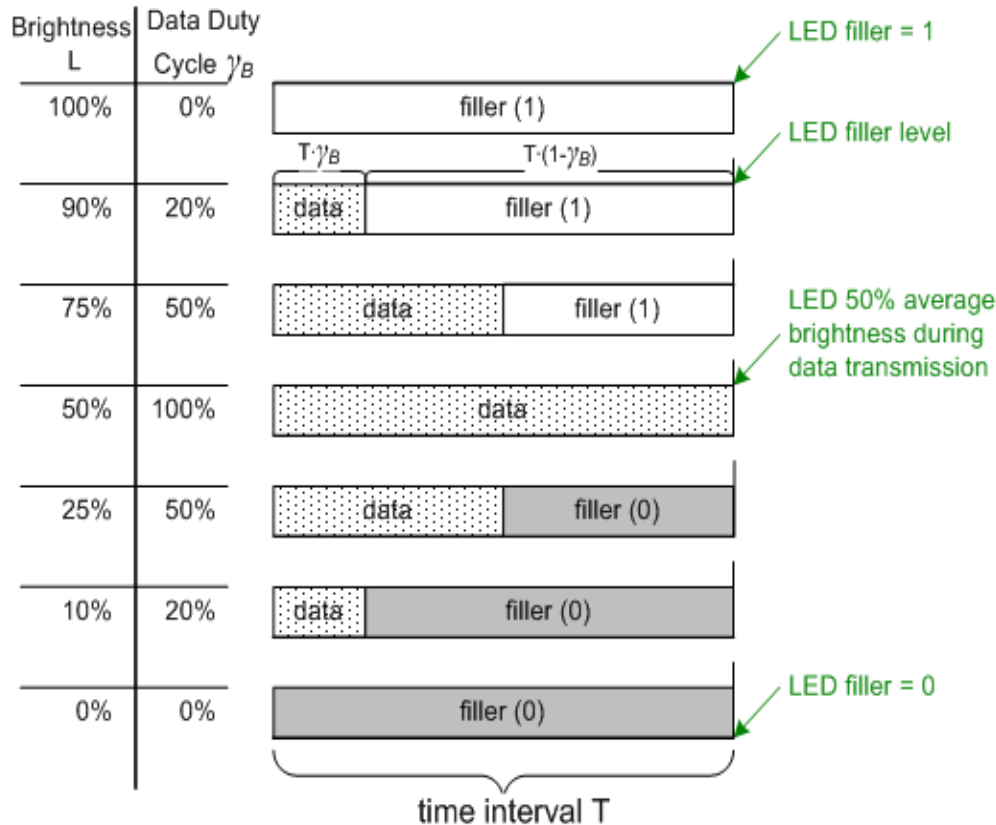 Brightness
L
Data Duty
Cycle γB
LED filler = 1
100%
0%
filler (1)
LED filler level
T·γB
T·(1-γB)
90%
20%
data
filler (1)
75%
50%
data
filler (1)
LED 50% average
brightness during
data transmission
50%
100%
data
25%
50%
data
filler (0)
10%
20%
data
filler (0)
0%
0%
filler (0)
LED filler = 0
time interval T